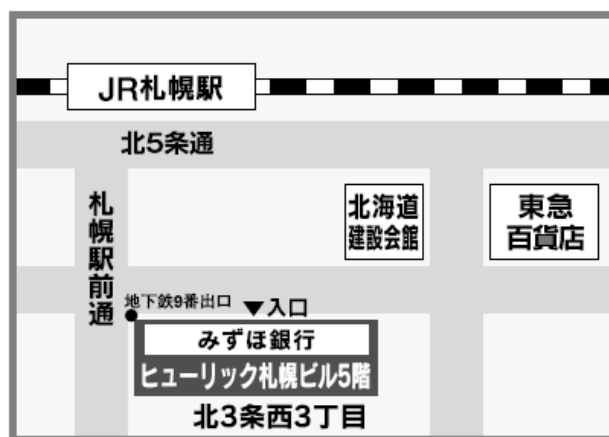 JR札幌駅
北5条通
札幌駅前通
北海道
建設会館
東急
百貨店
地下鉄9番出口
▼入口
みずほ銀行
ヒューリック札幌ビル5階
北3条西3丁目